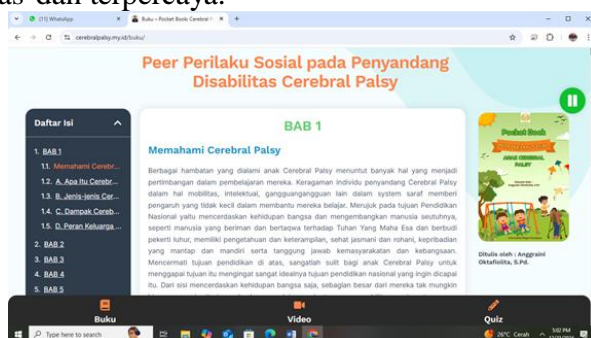 as dan terpercaya.
(11) WhatsApp
Buku - Pocket Book Cerebral P
cerebralpalsy.my.id/buku/
Peer Perilaku Sosial pada Penyandang
Disabilitas Cerebral Palsy
Daftar Isi
1. BAB 1
1.1. Memahami Cerebr...
1.2. A. Apa Itu Cerebr...
1.3. B. Jenis-jenis Cer...
1.4. C. Dampak Cereb...
1.5. D. Peran Keluarga ...
2. BAB 2
3. BAB 3
4. BAB 4
5. BAB 5
BAB 1
Memahami Cerebral Palsy
Berbagai hambatan yang dialami anak Cerebral Palsy menuntut banyak hal yang menjadi
pertimbangan dalam pembelajaran mereka. Keragaman individu penyandang Cerebral Palsy
dalam hal mobilitas, intelektual, ganggguangangguan lain dalam system saraf memberi
pengaruh yang tidak kecil dalam membantu mereka belajar. Merujuk pada tujuan Pendidikan
Nasional yaitu mencerdaskan kehidupan bangsa dan mengembangkan manusia seutuhnya,
seperti manusia yang beriman dan bertaqwa terhadap Tuhan Yang Maha Esa dan berbudi
pekerti luhur, memiliki pengetahuan dan keterampilan, sehat jasmani dan rohani, kepribadian
yang mantap dan mandiri serta tanggung jawab kemasyarakatan dan kebangsaan.
Mencermati tujuan pendidikan di atas, sangatlah sulit bagi anak Cerebral Palsy untuk
menggapai tujuan itu mengingat sangat idealnya tujuan pendidikan nasional yang ingin dicapai
itu. Dari sisi mencerdaskan kehidupan bangsa saja, sebagian besar dari mereka tak mungkin
Pocket Book
ANAK CEREBRAL
PALSY
Ditulis oleh : Anggraini
Oktafiolita, S.Pd.
Buku
Video
Quiz
Type here to search
26°C Cerah
5:02 PM